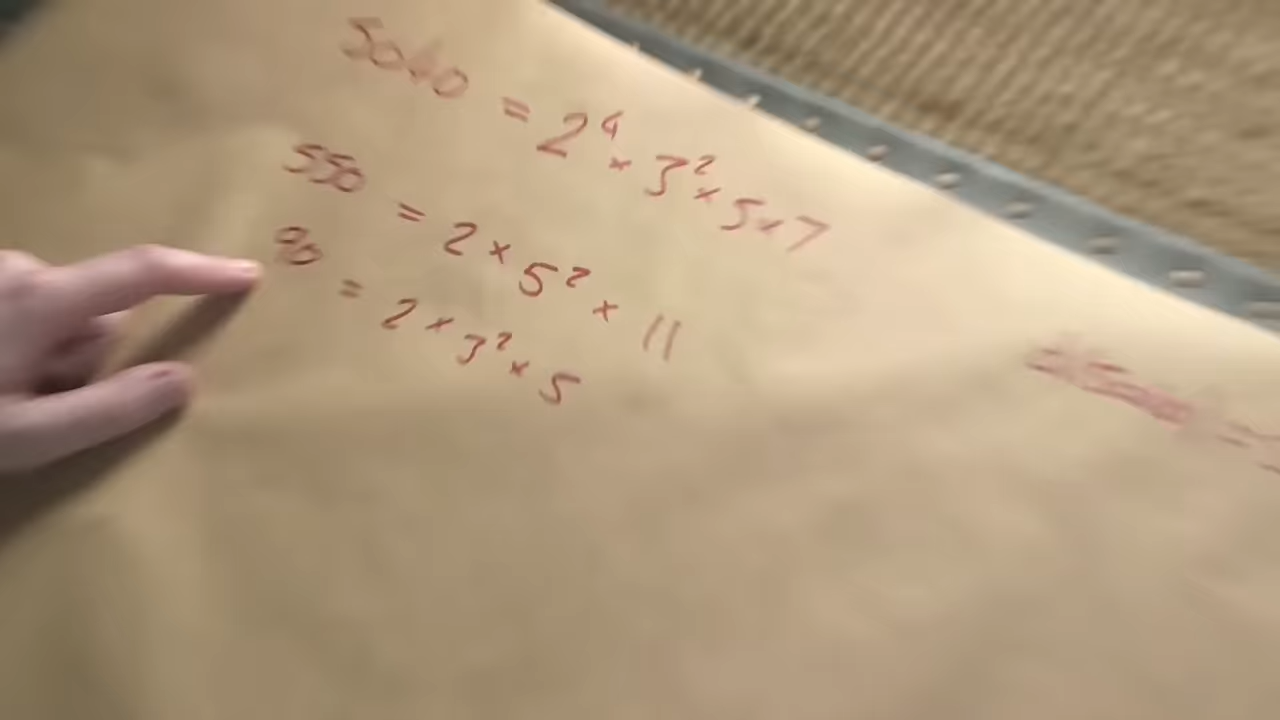 5040 = 2⁴ × 3² × 5 × 7
550 = 2 × 5² × 11
90 = 2 × 3² × 5